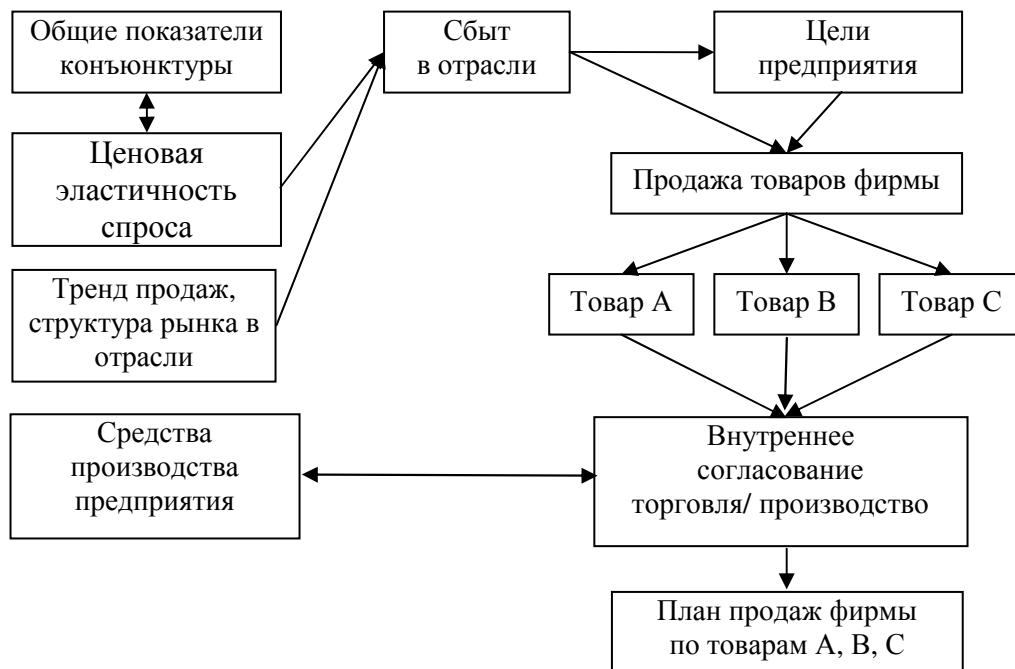 Общие показатели
конъюнктуры
Сбыт
в отрасли
Цели
предприятия
Ценовая
эластичность
спроса
Продажа товаров фирмы
Тренд продаж,
структура рынка в
отрасли
Товар А
Товар В
Товар С
Средства
производства
предприятия
Внутреннее
согласование
торговля/ производство
План продаж фирмы
по товарам А, В, С